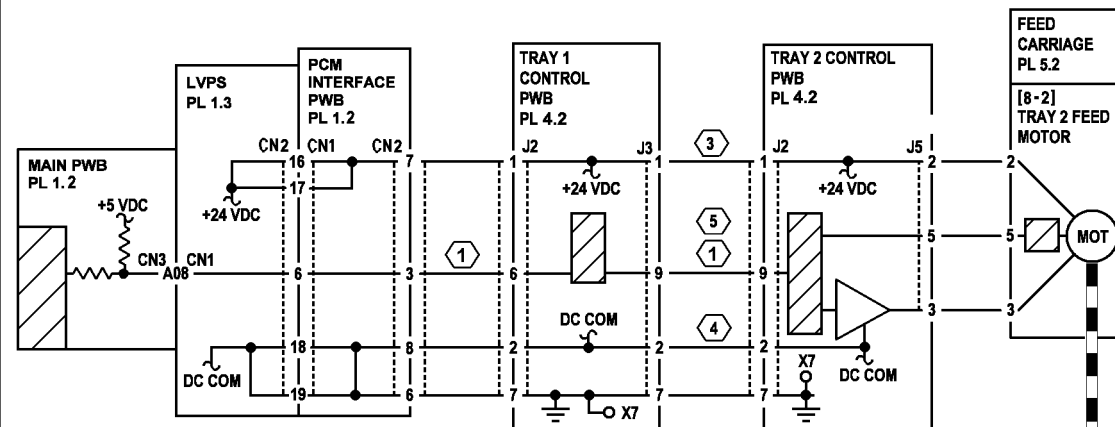 FEED
CARRIAGE
PL 5.2
[8-2]
TRAY 2 FEED
MOTOR
TRAY 1
CONTROL
PWB
PL 4.2
TRAY 2 CONTROL
PWB
PL 4.2
PCM
INTERFACE
PWB
PL 1.2
LVPS
PL 1.3
MAIN PWB
PL 1.2
CN2 CN1 CN2 J2 J3 3 J2 J5
16 7 1 1 1 2 2
17
+24 VDC +24 VDC +24 VDC
+5 VDC
5 5 5 MOT
CN3 CN1 1 1
A08 6 3 6 9 9
3 3
DC COM 4
18 8 2 2 2
DC COM X7 DC COM
19 6 7 7 7
X7